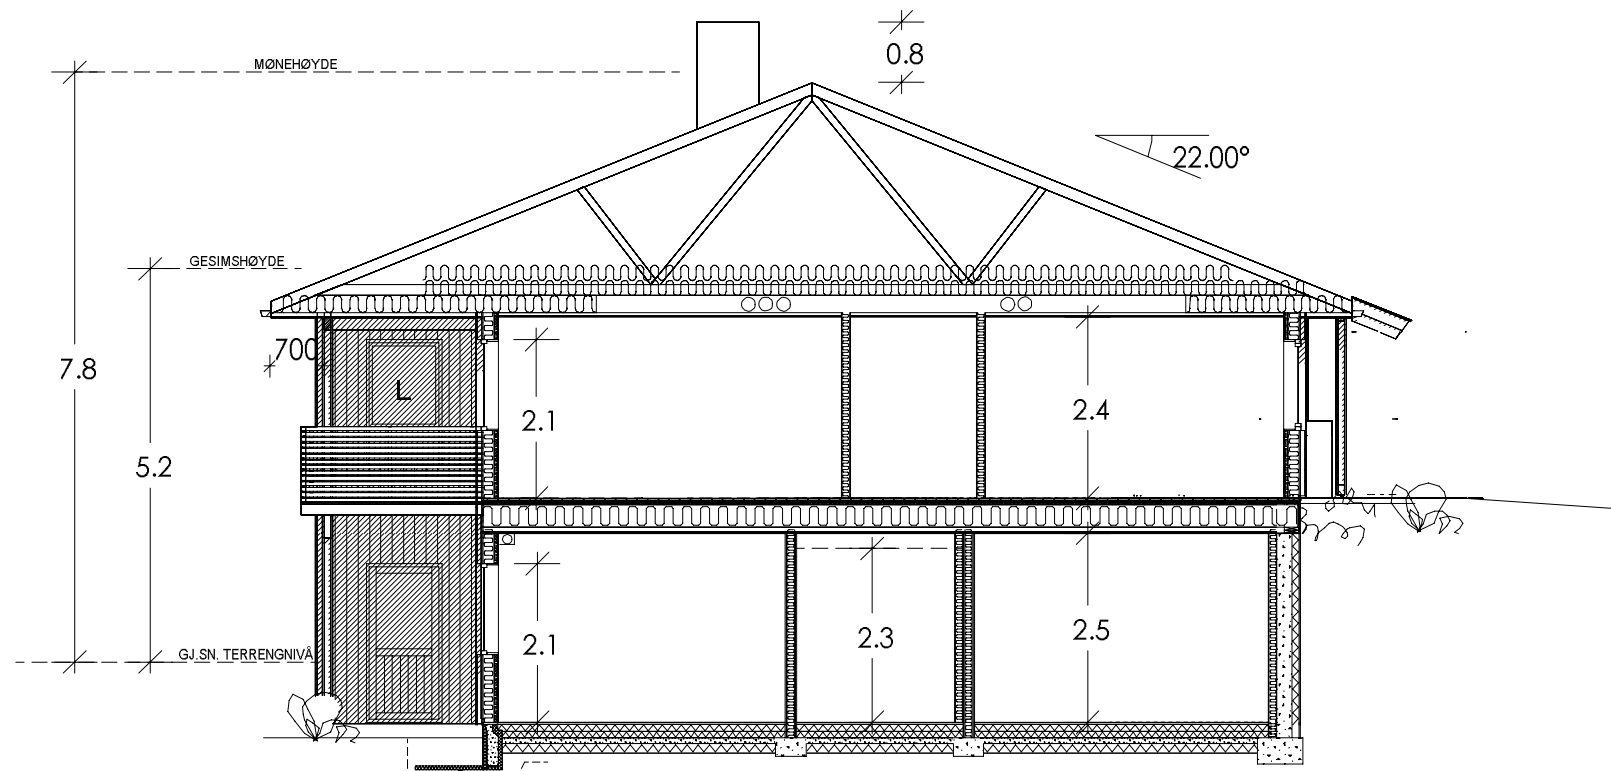 0.8
MØNEHØYDE
22.00°
GESIMSHØYDE
700
7.8
L
2.1
2.4
5.2
2.1
2.3
2.5
GJ.SN. TERRENGNIVÅ